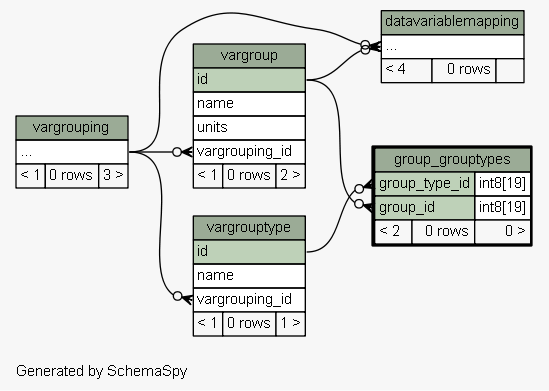 datavariablemapping
...
< 4 0 rows
vargroup
id
name
units
vargrouping_id
< 1 0 rows 2 >
vargrouping
...
< 1 0 rows 3 >
group_grouptypes
group_type_id int8[19]
group_id int8[19]
< 2 0 rows 0 >
vargrouptype
id
name
vargrouping_id
< 1 0 rows 1 >
Generated by SchemaSpy